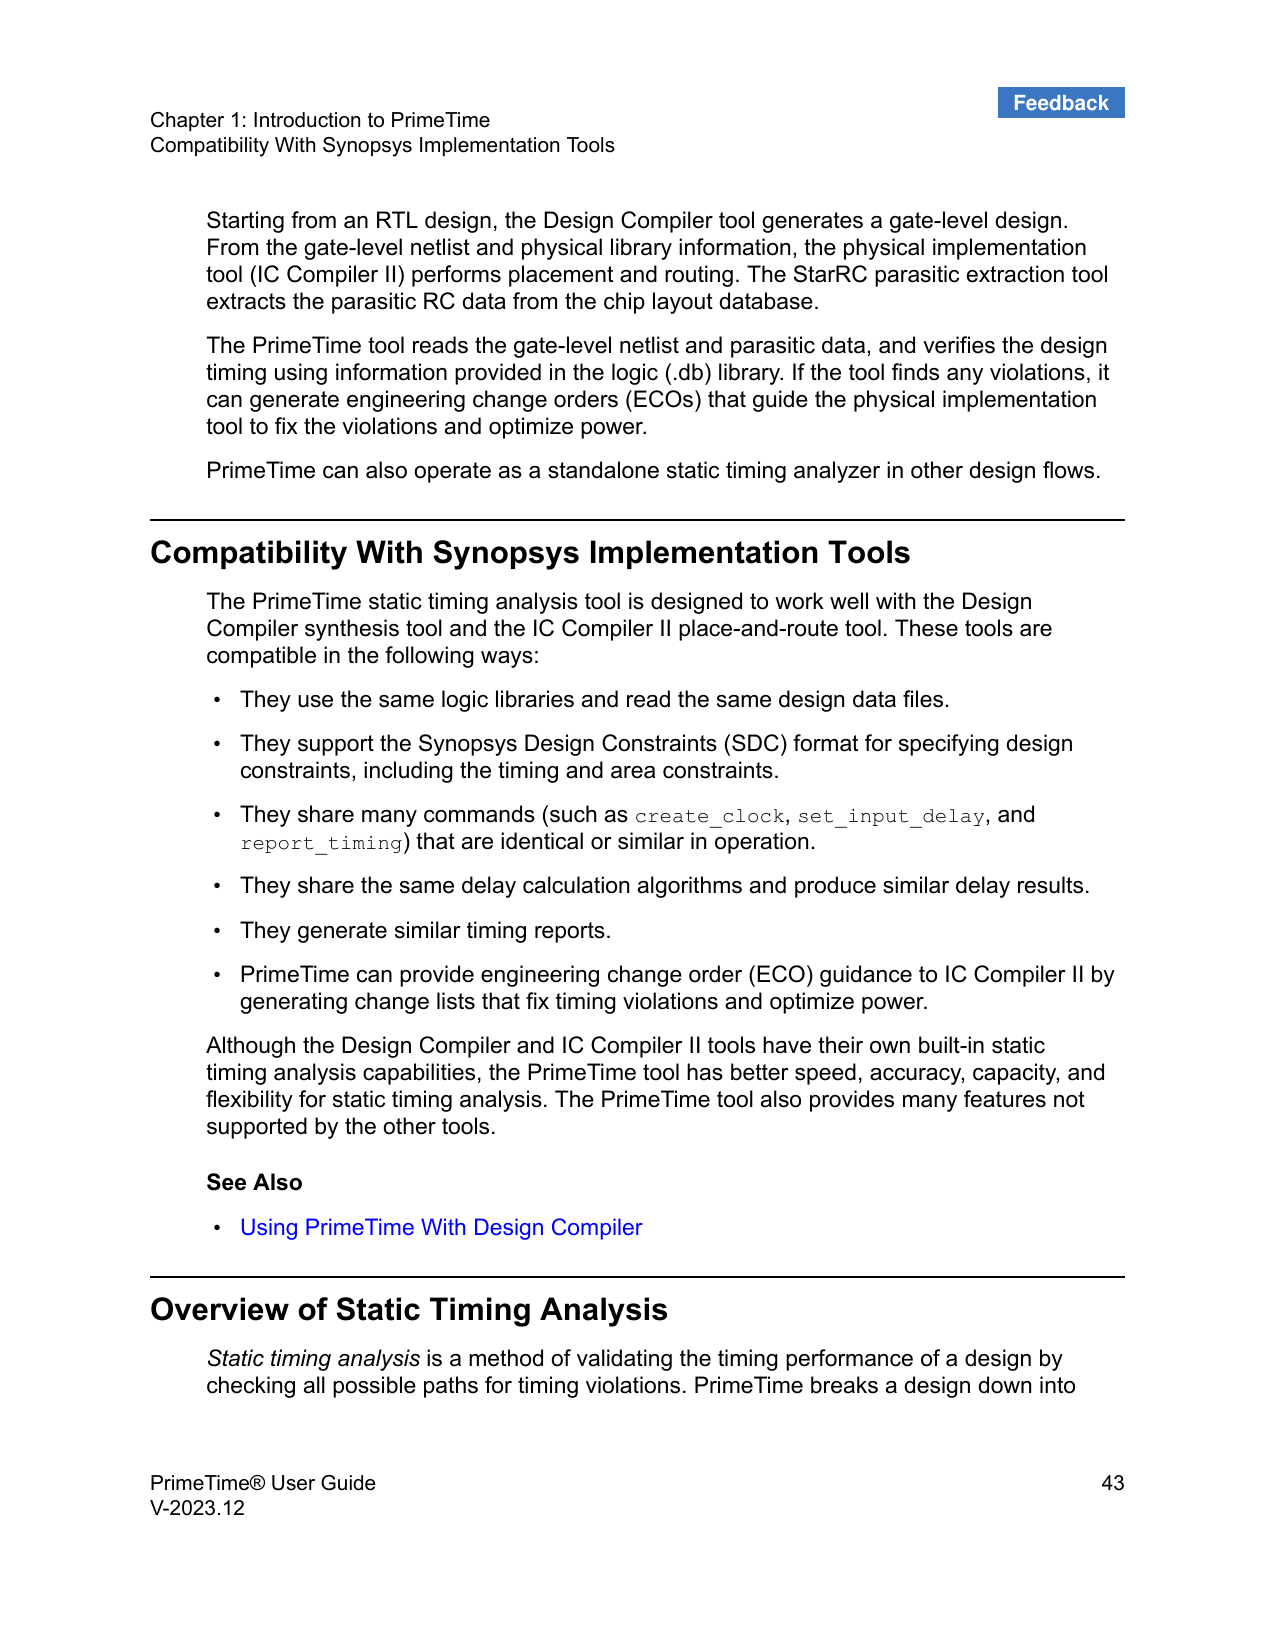 Feedback
Chapter 1: Introduction to PrimeTime
Compatibility With Synopsys Implementation Tools
Starting from an RTL design, the Design Compiler tool generates a gate-level design.
From the gate-level netlist and physical library information, the physical implementation
tool (IC Compiler II) performs placement and routing. The StarRC parasitic extraction tool
extracts the parasitic RC data from the chip layout database.
The PrimeTime tool reads the gate-level netlist and parasitic data, and verifies the design
timing using information provided in the logic (.db) library. If the tool finds any violations, it
can generate engineering change orders (ECOs) that guide the physical implementation
tool to fix the violations and optimize power.
PrimeTime can also operate as a standalone static timing analyzer in other design flows.
Compatibility With Synopsys Implementation Tools
The PrimeTime static timing analysis tool is designed to work well with the Design
Compiler synthesis tool and the IC Compiler II place-and-route tool. These tools are
compatible in the following ways:
• They use the same logic libraries and read the same design data files.
• They support the Synopsys Design Constraints (SDC) format for specifying design
constraints, including the timing and area constraints.
• They share many commands (such as create_clock, set_input_delay, and
report_timing) that are identical or similar in operation.
• They share the same delay calculation algorithms and produce similar delay results.
• They generate similar timing reports.
• PrimeTime can provide engineering change order (ECO) guidance to IC Compiler II by
generating change lists that fix timing violations and optimize power.
Although the Design Compiler and IC Compiler II tools have their own built-in static
timing analysis capabilities, the PrimeTime tool has better speed, accuracy, capacity, and
flexibility for static timing analysis. The PrimeTime tool also provides many features not
supported by the other tools.
See Also
• Using PrimeTime With Design Compiler
Overview of Static Timing Analysis
Static timing analysis is a method of validating the timing performance of a design by
checking all possible paths for timing violations. PrimeTime breaks a design down into
PrimeTime® User Guide
43
V-2023.12